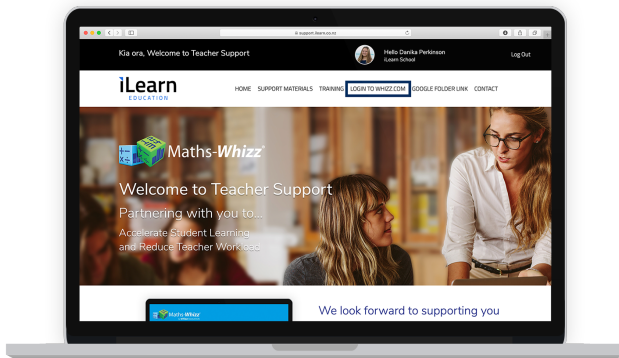 support.ilearn.co.nz
Kia ora, Welcome to Teacher Support
Hello Danika Perkinson
iLearn School
Log Out
iLearn
EDUCATION
HOME SUPPORT MATERIALS TRAINING LOGIN TO WHIZZ.COM GOOGLE FOLDER LINK CONTACT
Maths-Whizz
Welcome to Teacher Support
Partnering with you to...
Accelerate Student Learning
and Reduce Teacher Workload
Maths-Whizz
We look forward to supporting you